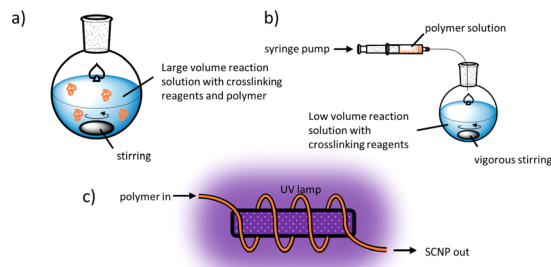 a)
Large volume reaction
solution with crosslinking
reagents and polymer
stirring
b)
polymer solution
syringe pump
Low volume reaction
solution with
crosslinking reagents
vigorous stirring
c)
polymer in
UV lamp
SCNP out